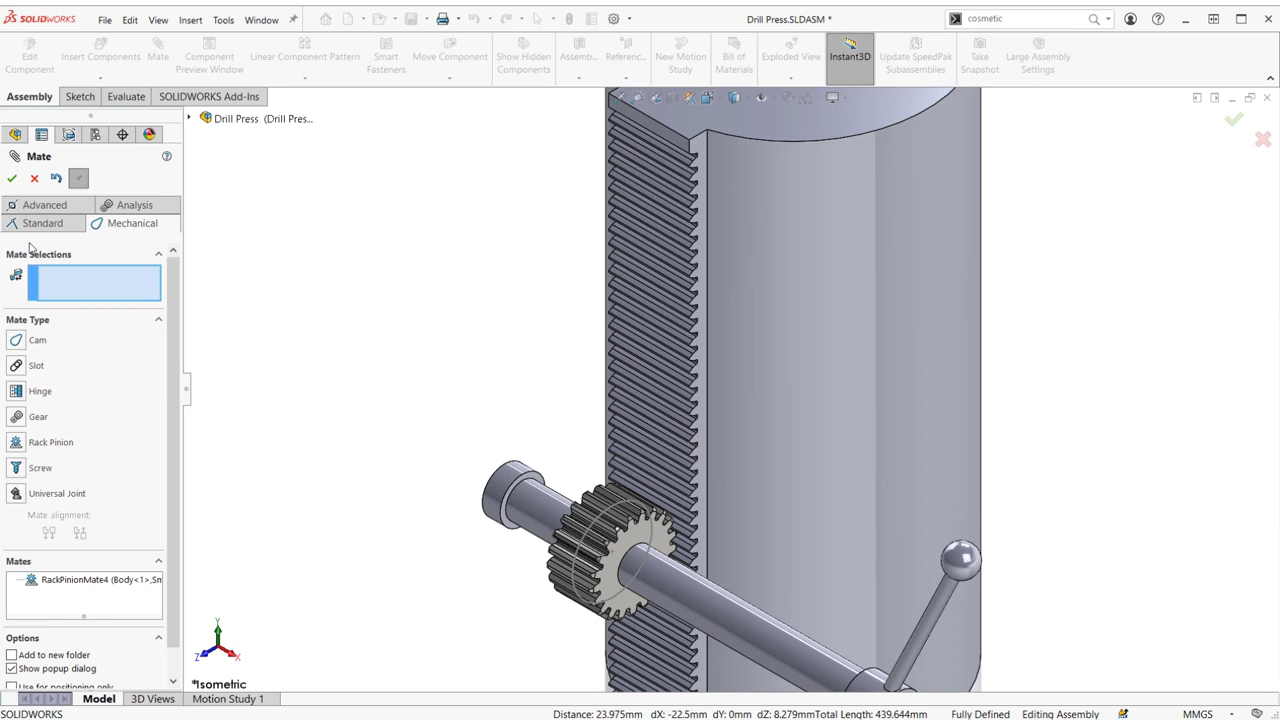 SOLIDWORKS File Edit View Insert Tools Window Drill Press.SLDASM * cosmetic
Edit Component
Insert Components
Mate
Component Preview Window
Linear Component Pattern
Smart Fasteners
Move Component
Show Hidden Components
Assemb...
Referenc...
New Motion Study
Bill of Materials
Exploded View
Instant3D
Update SpeedPak Subassemblies
Take Snapshot
Large Assembly Settings
Assembly Sketch Evaluate SOLIDWORKS Add-Ins
Drill Press (Drill Pres...
Mate
Advanced Analysis
Standard Mechanical
Mate Selections
Mate Type
Cam
Slot
Hinge
Gear
Rack Pinion
Screw
Universal Joint
Mate alignment:
Mates
RackPinionMate4 (Body<1>,Sm
Options
Add to new folder
Show popup dialog
Use for positioning only
Y
Z
X
*Isometric
Model 3D Views Motion Study 1
SOLIDWORKS Distance: 23.975mm dX: -22.5mm dY: 0mm dZ: 8.279mmTotal Length: 439.644mm Fully Defined Editing Assembly MMGS